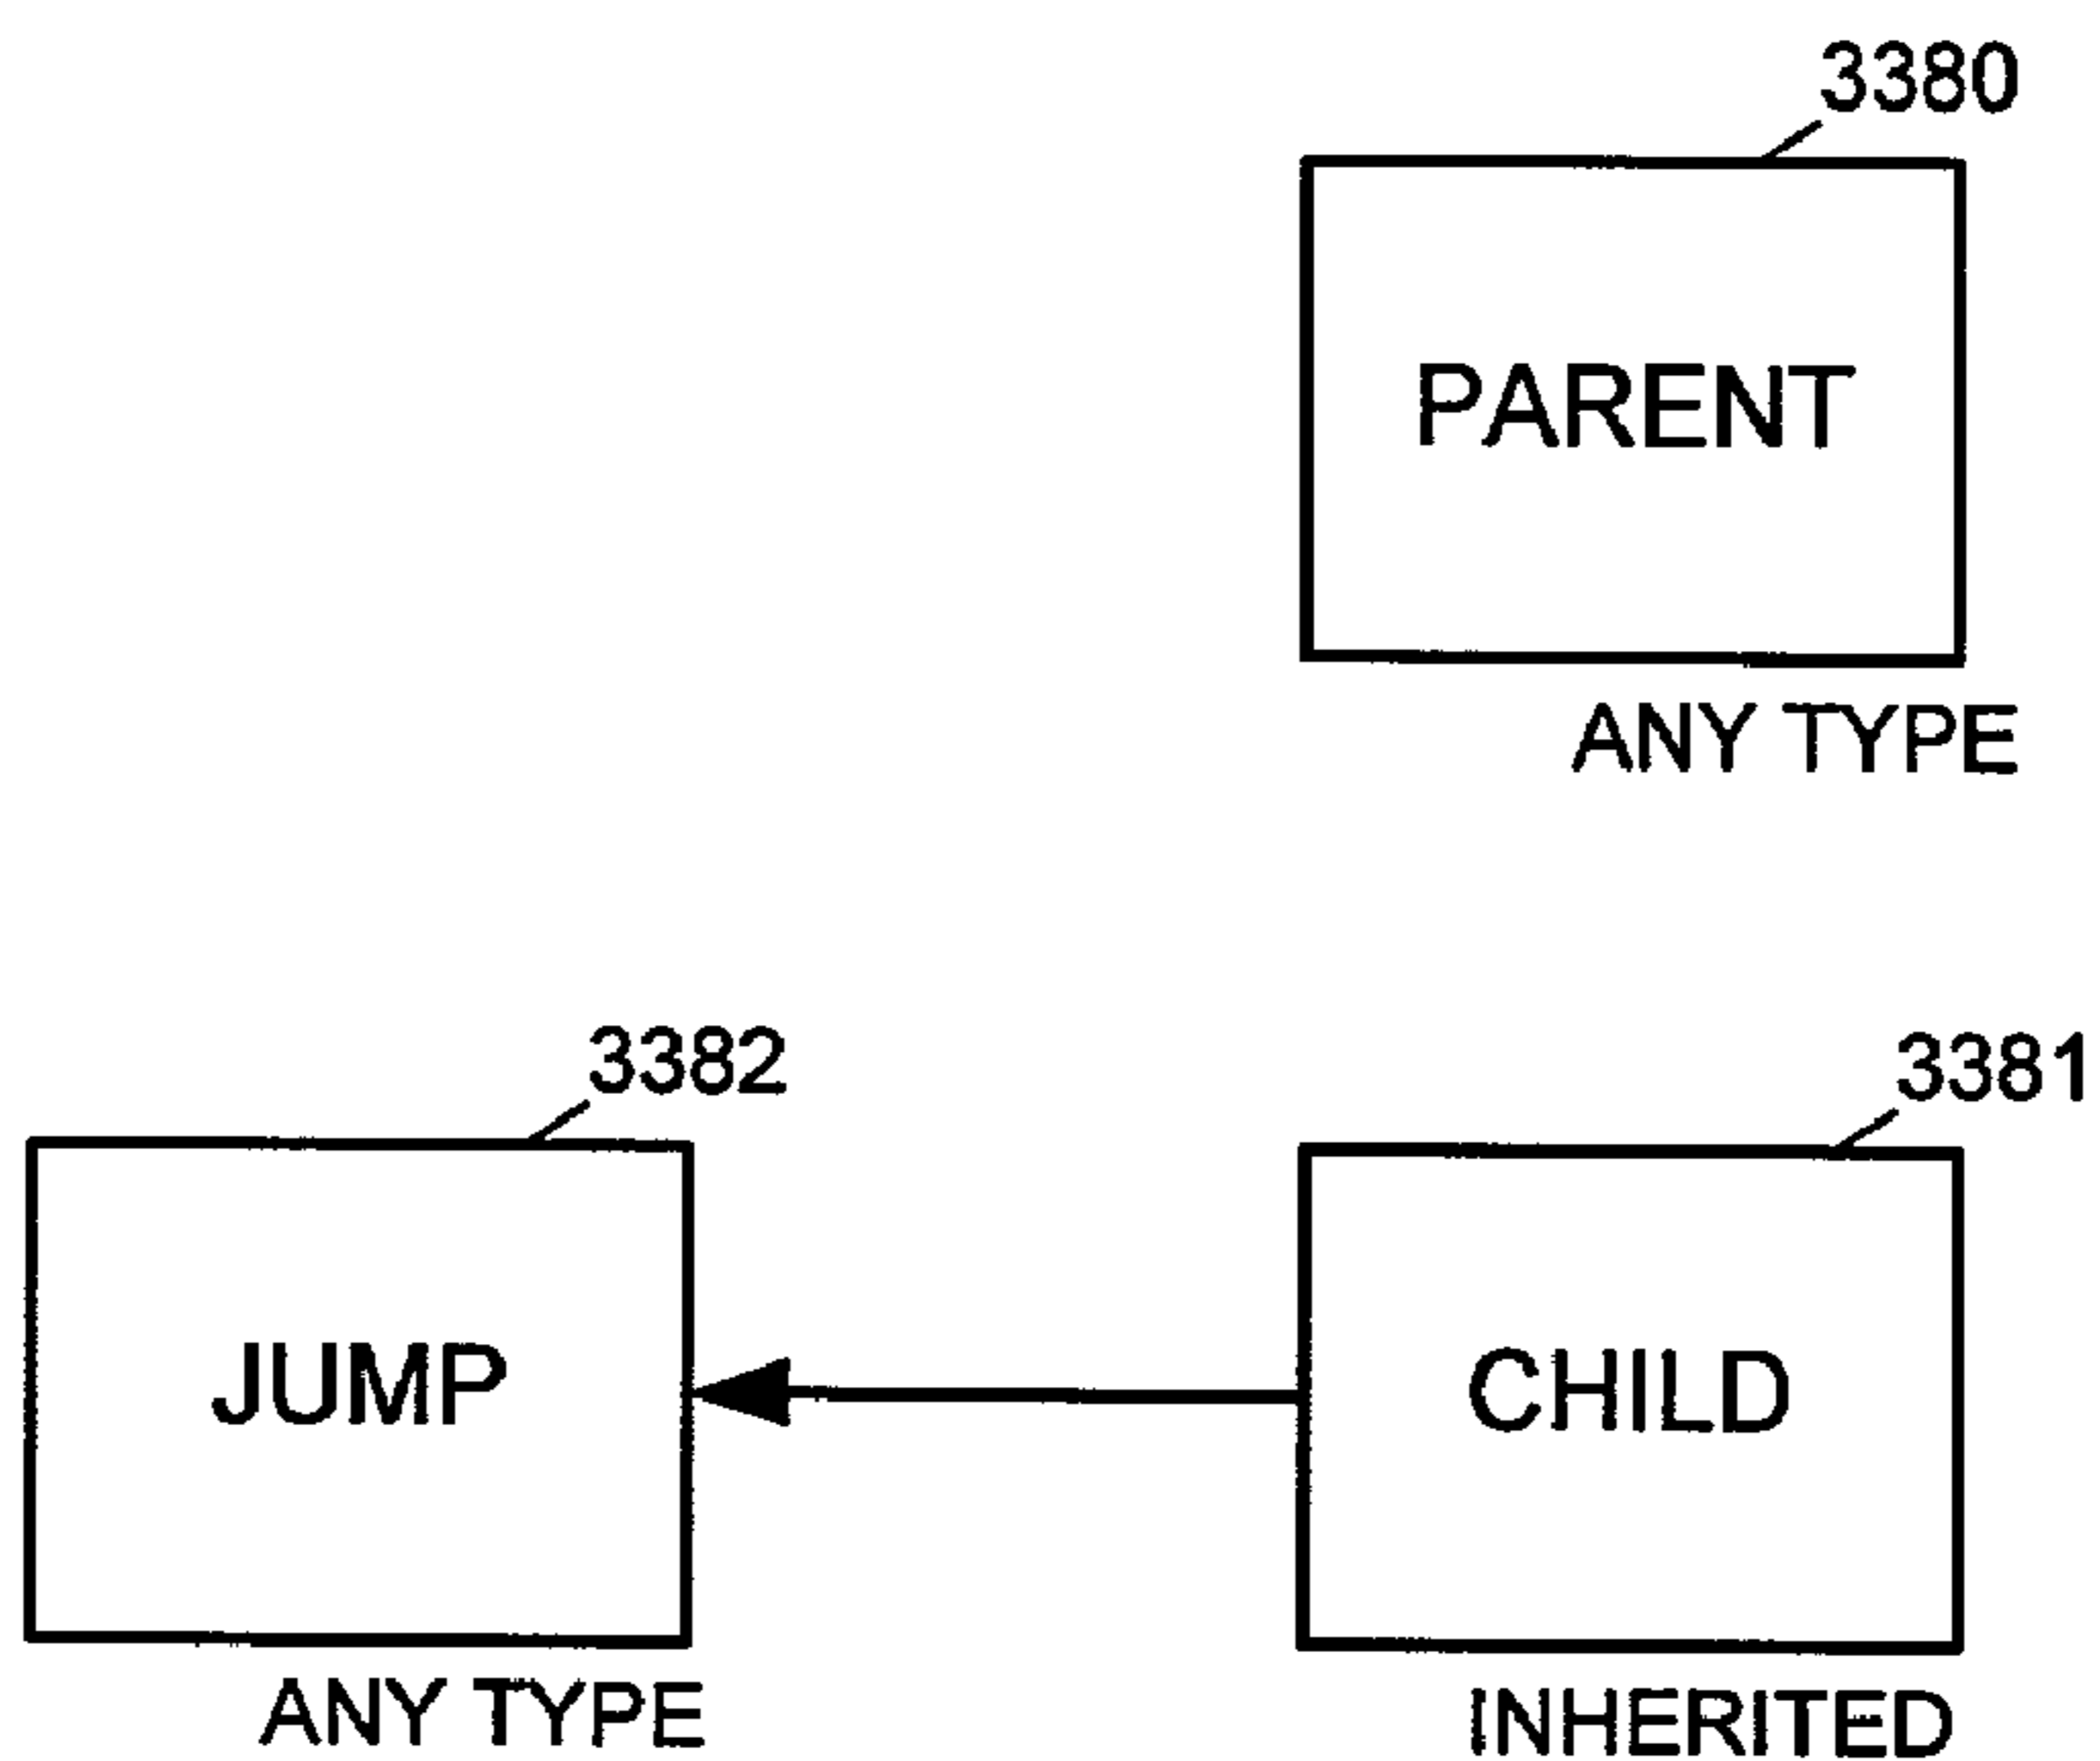 3380
PARENT
ANY TYPE
3382
3381
JUMP
CHILD
ANY TYPE
INHERITED